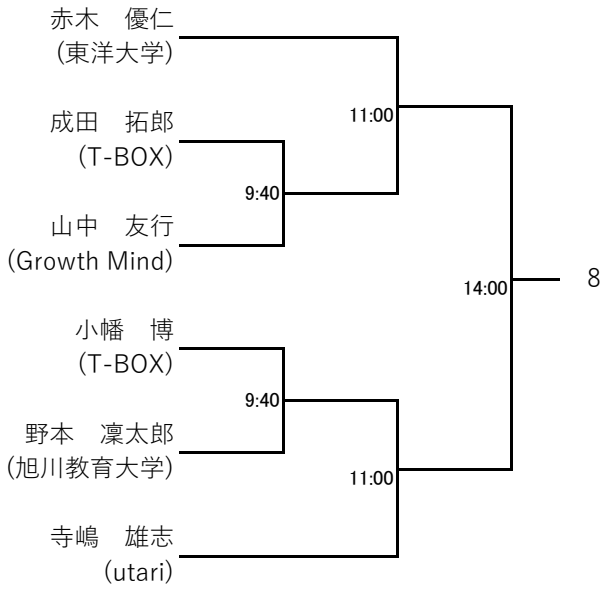 赤木　優仁
(東洋大学)
11:00
成田　拓郎
(T-BOX)
9:40
山中　友行
(Growth Mind)
14:00
8
小幡　博
(T-BOX)
9:40
野本　凜太郎
(旭川教育大学)
11:00
寺嶋　雄志
(utari)